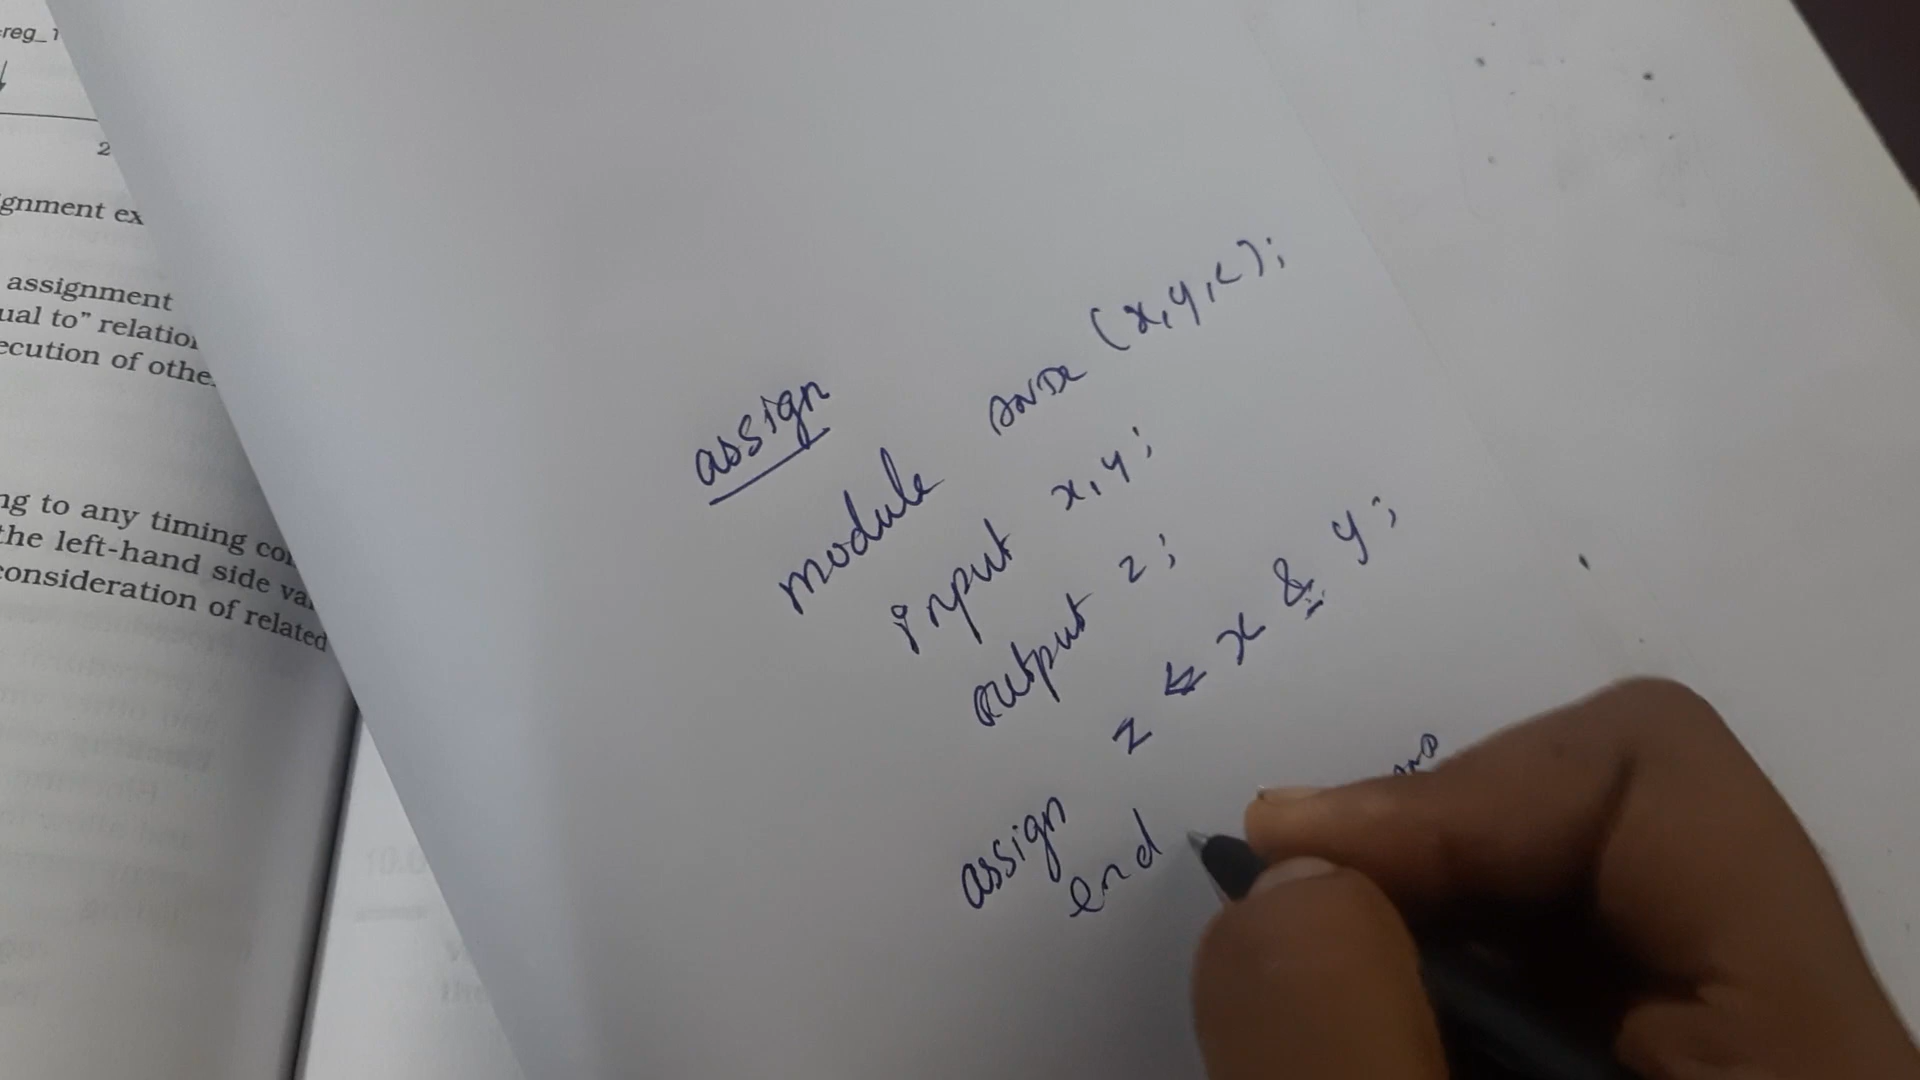 reg_1
2
gnment ex
assignment
ual to" relatio
ecution of othe
ng to any timing co
the left-hand side va
consideration of related
assign
module (x,y,z);
input x,y;
output z;
assign z <= x & y;
end